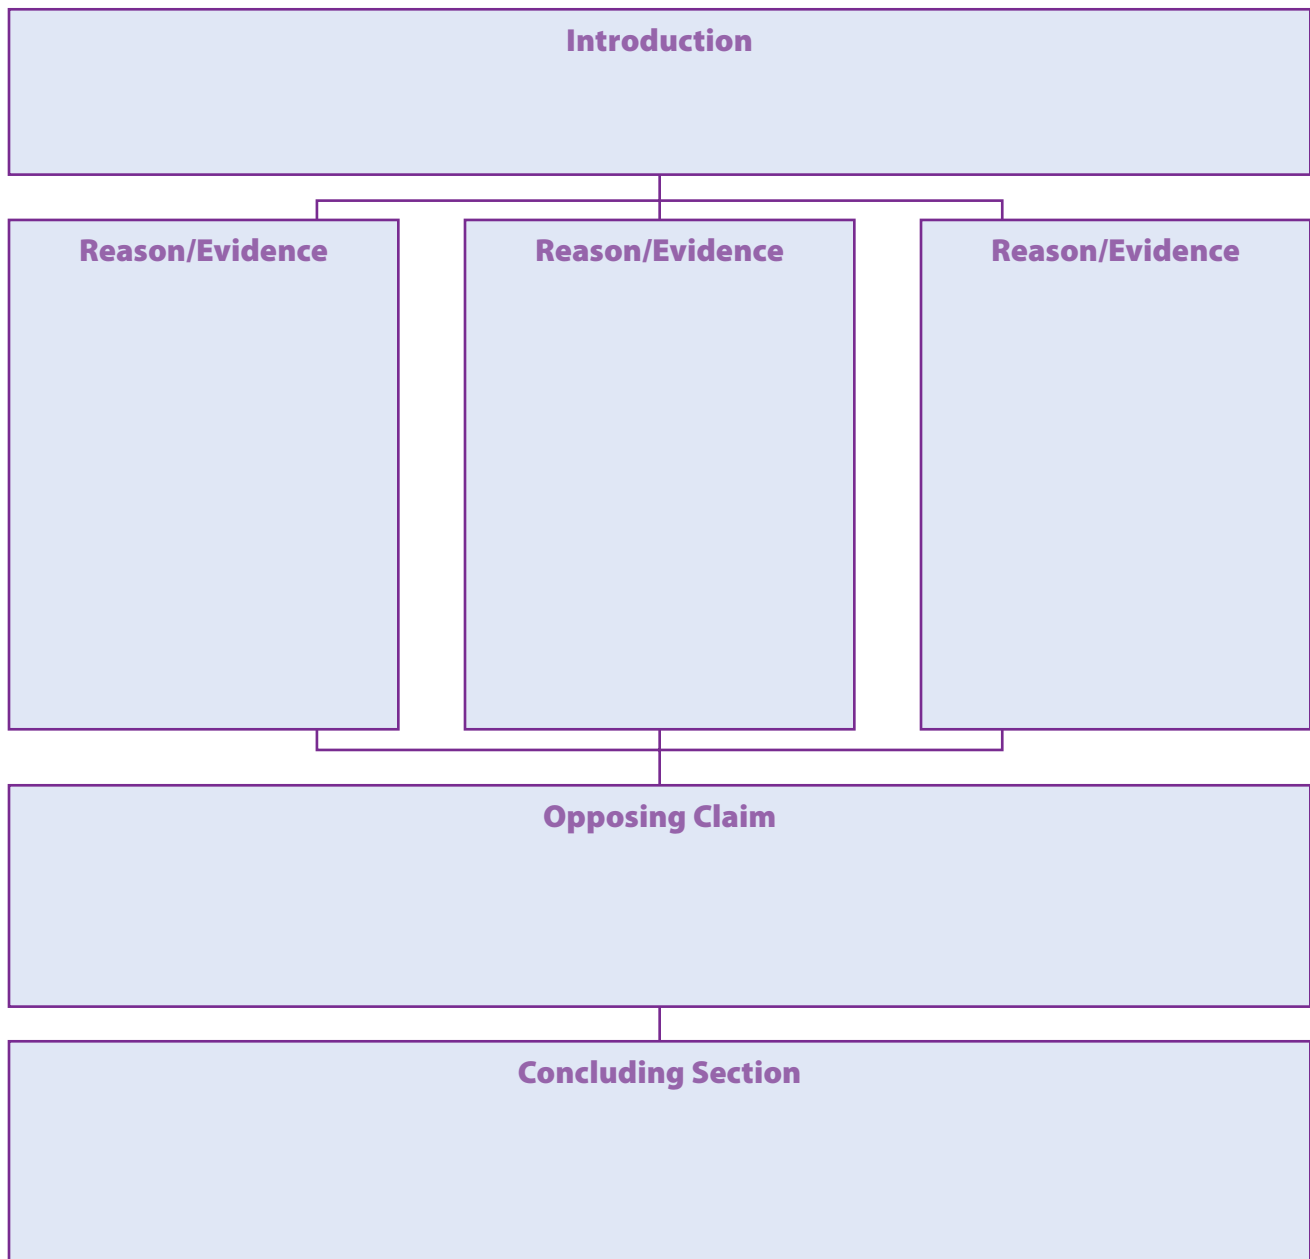 Introduction
Reason/Evidence
Reason/Evidence
Reason/Evidence
Opposing Claim
Concluding Section